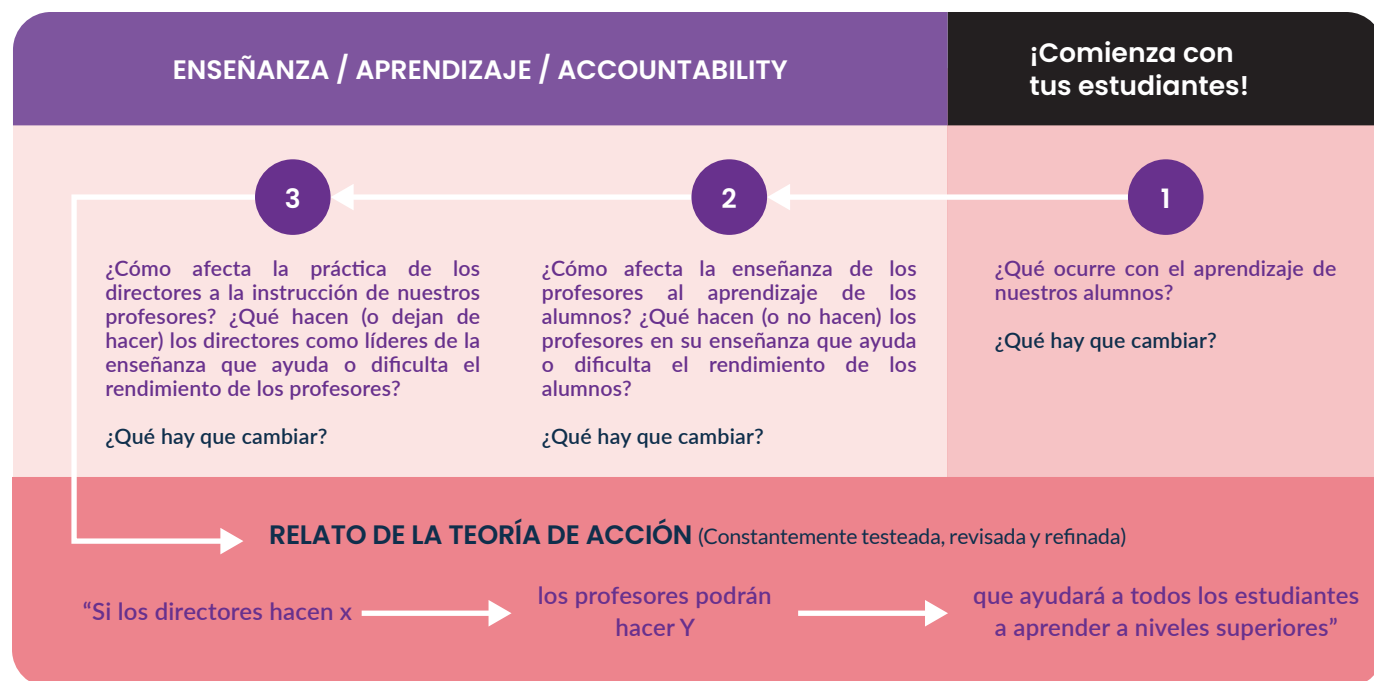 ENSEÑANZA / APRENDIZAJE / ACCOUNTABILITY
¡Comienza con
tus estudiantes!
3
¿Cómo afecta la práctica de los
directores a la instrucción de nuestros
profesores? ¿Qué hacen (o dejan de
hacer) los directores como líderes de la
enseñanza que ayuda o dificulta el
rendimiento de los profesores?
¿Qué hay que cambiar?
2
¿Cómo afecta la enseñanza de los
profesores al aprendizaje de los
alumnos? ¿Qué hacen (o no hacen) los
profesores en su enseñanza que ayuda
o dificulta el rendimiento de los
alumnos?
¿Qué hay que cambiar?
1
¿Qué ocurre con el aprendizaje de
nuestros alumnos?
¿Qué hay que cambiar?
RELATO DE LA TEORÍA DE ACCIÓN (Constantemente testeada, revisada y refinada)
“Si los directores hacen x
los profesores podrán
hacer Y
que ayudará a todos los estudiantes
a aprender a niveles superiores”